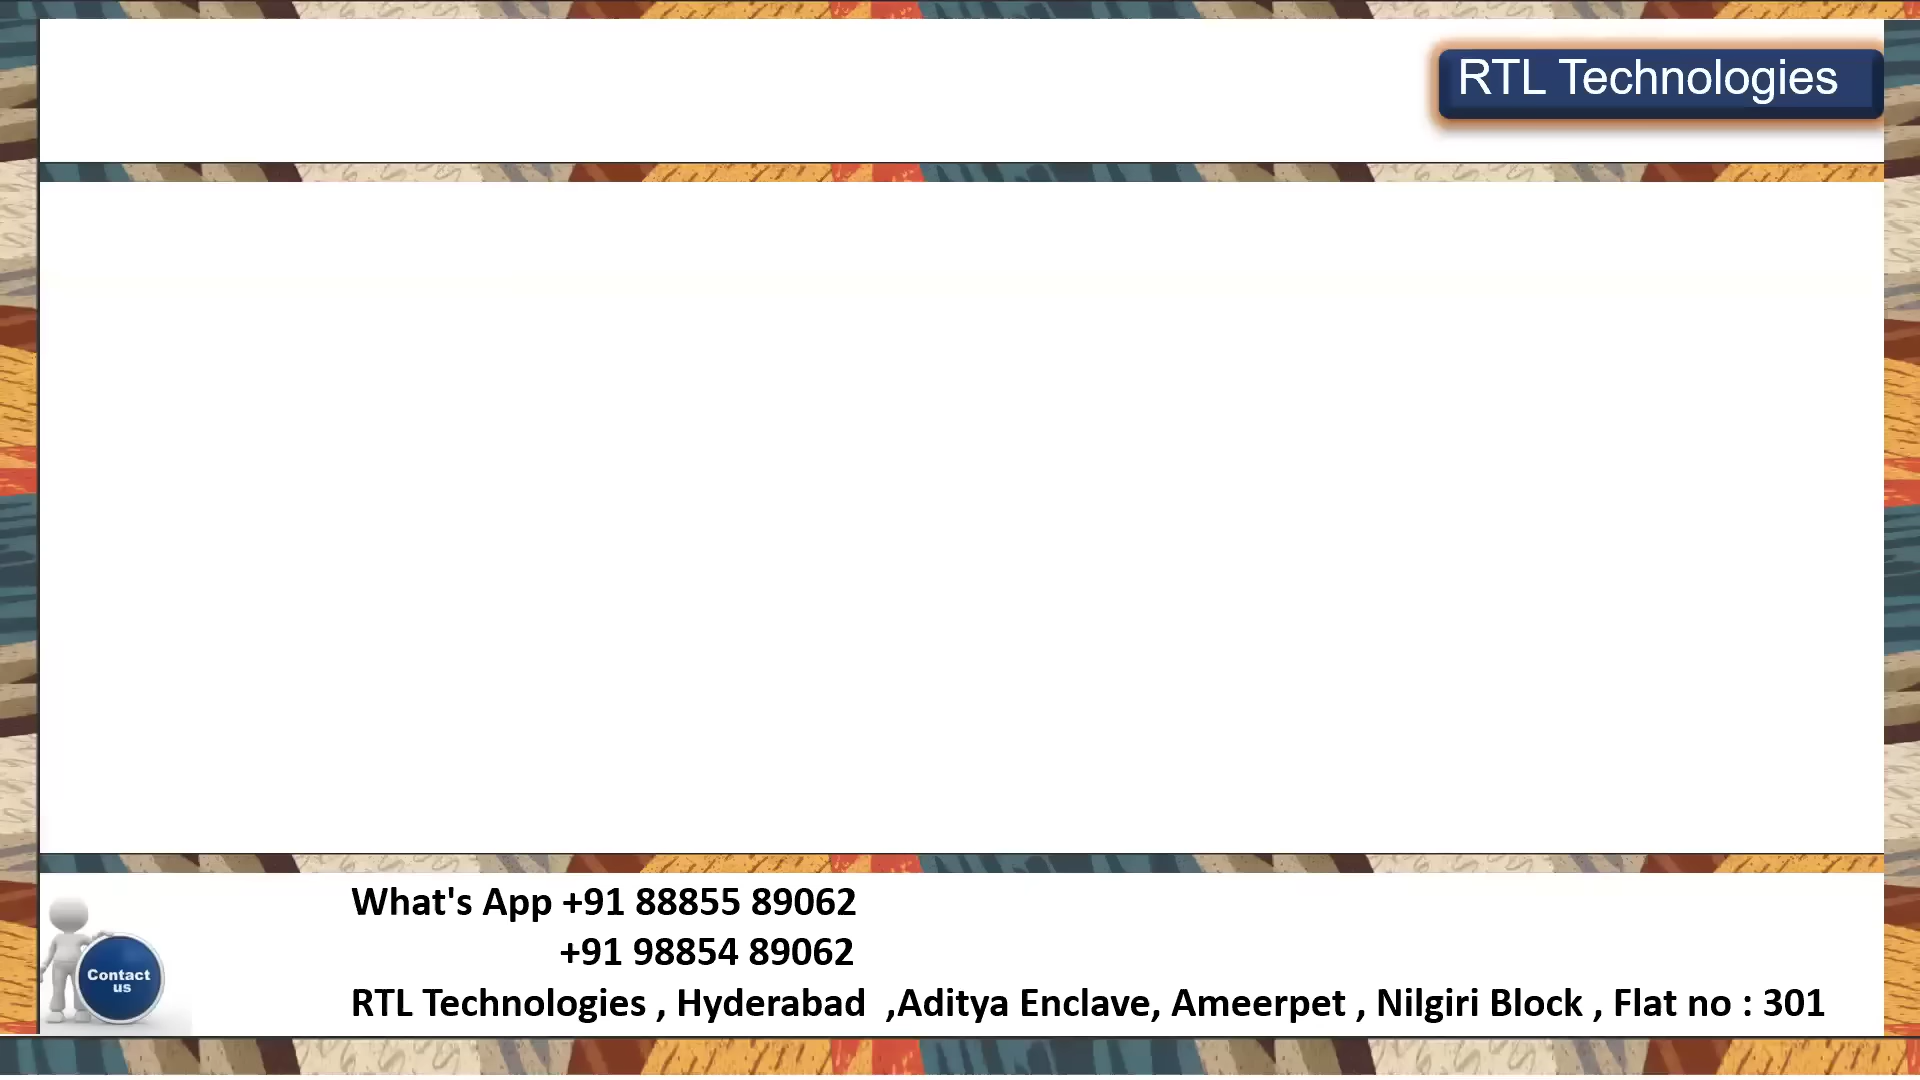 RTL Technologies
What's App +91 88855 89062
+91 98854 89062
Contact
us
RTL Technologies , Hyderabad ,Aditya Enclave, Ameerpet , Nilgiri Block , Flat no : 301